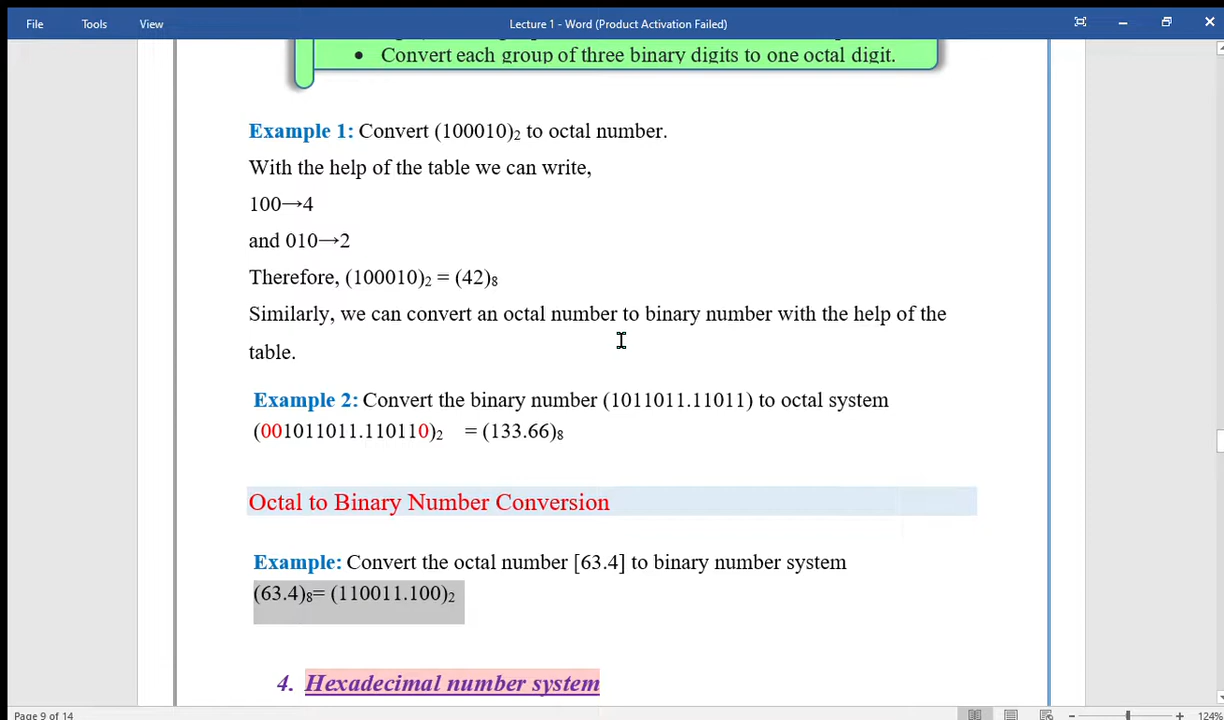 File Tools View Lecture 1 - Word (Product Activation Failed)
• Convert each group of three binary digits to one octal digit.
Example 1: Convert (100010)₂ to octal number.
With the help of the table we can write,
100→4
and 010→2
Therefore, (100010)₂ = (42)₈
Similarly, we can convert an octal number to binary number with the help of the
table.
Example 2: Convert the binary number (1011011.11011) to octal system
(001011011.110110)₂ = (133.66)₈
Octal to Binary Number Conversion
Example: Convert the octal number [63.4] to binary number system
(63.4)₈= (110011.100)₂
4. Hexadecimal number system
Page 9 of 14 124%